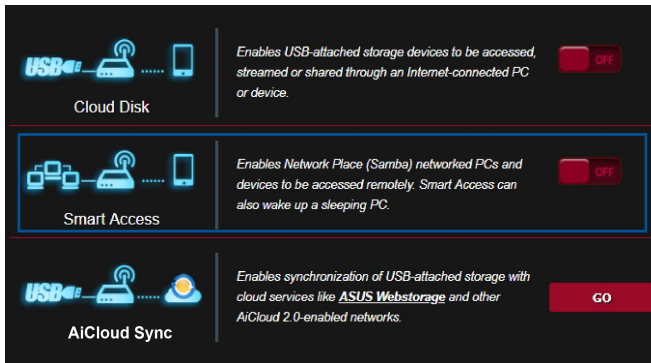 USB
Cloud Disk
Enables USB-attached storage devices to be accessed,
streamed or shared through an Internet-connected PC
or device.
OFF
Smart Access
Enables Network Place (Samba) networked PCs and
devices to be accessed remotely. Smart Access can
also wake up a sleeping PC.
OFF
USB
AiCloud Sync
Enables synchronization of USB-attached storage with
cloud services like ASUS Webstorage and other
AiCloud 2.0-enabled networks.
GO